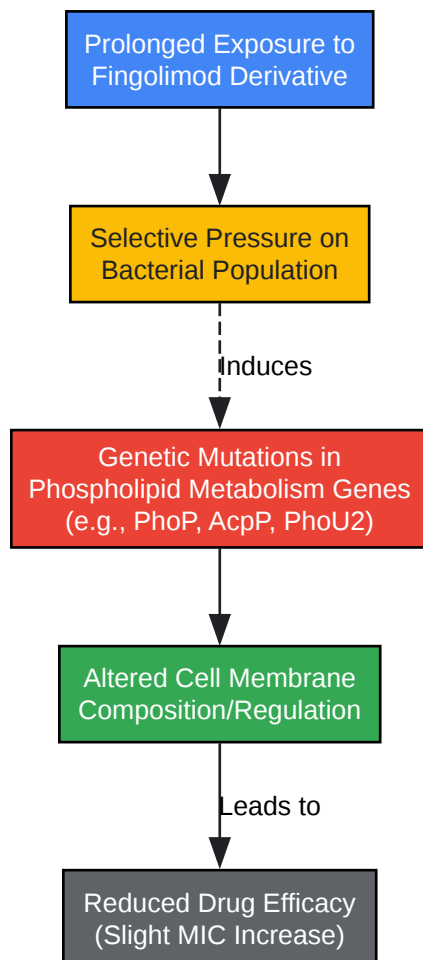 Prolonged Exposure to
Fingolimod Derivative
Selective Pressure on
Bacterial Population
Induces
Genetic Mutations in
Phospholipid Metabolism Genes
(e.g., PhoP, AcpP, PhoU2)
Altered Cell Membrane
Composition/Regulation
Leads to
Reduced Drug Efficacy
(Slight MIC Increase)